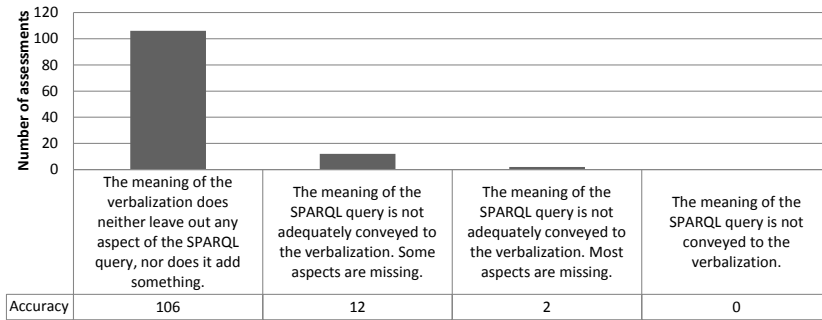 Number of assessments
120
100
80
60
40
20
0
The meaning of the
verbalization does
neither leave out any
aspect of the SPARQL
query, nor does it add
something.
The meaning of the
SPARQL query is not
adequately conveyed to
the verbalization. Some
aspects are missing.
The meaning of the
SPARQL query is not
adequately conveyed to
the verbalization. Most
aspects are missing.
The meaning of the
SPARQL query is not
conveyed to the
verbalization.
Accuracy 106 12 2 0